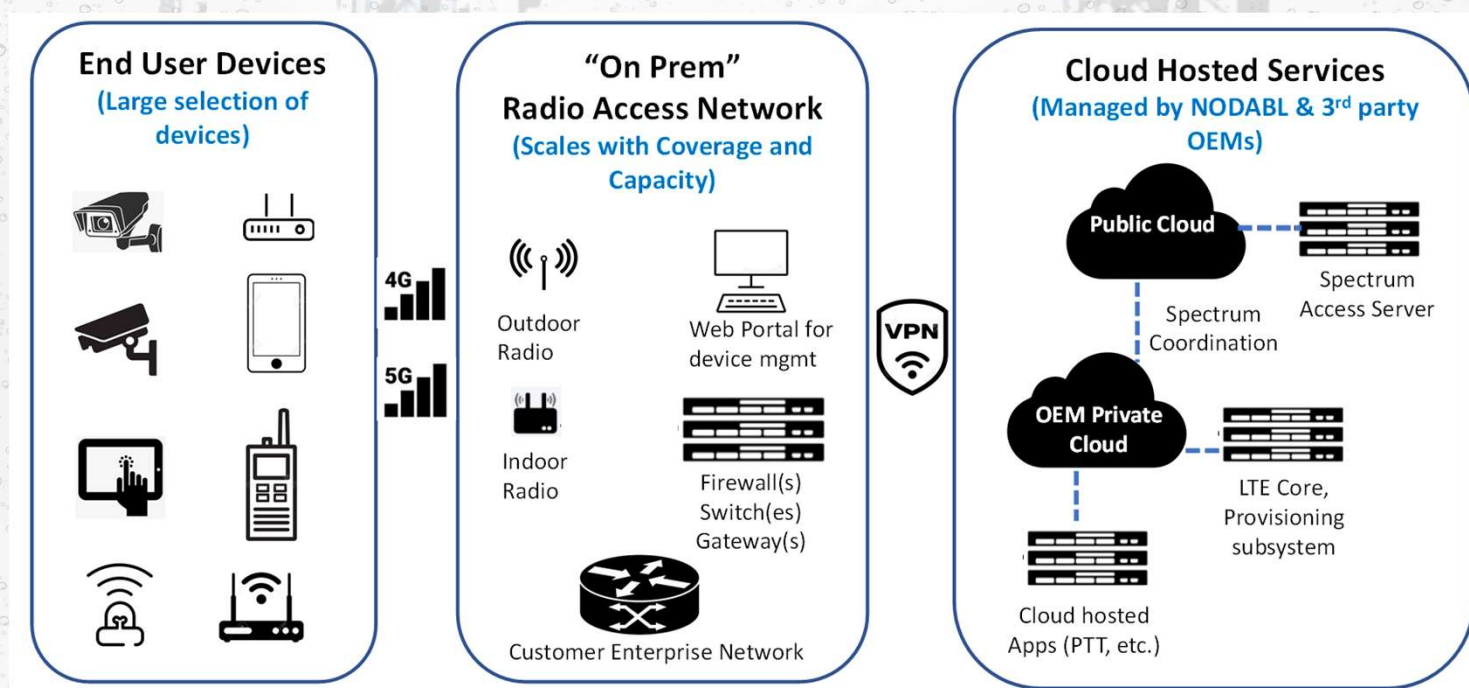 End User Devices
(Large selection of
devices)
4G
5G
“On Prem”
Radio Access Network
(Scales with Coverage and
Capacity)
Outdoor
Radio
Web Portal for
device mgmt
Indoor
Radio
Firewall(s)
Switch(es)
Gateway(s)
Customer Enterprise Network
VPN
Cloud Hosted Services
(Managed by NODABL & 3rd party
OEMs)
Public Cloud
Spectrum
Access Server
Spectrum
Coordination
OEM Private
Cloud
LTE Core,
Provisioning
subsystem
Cloud hosted
Apps (PTT, etc.)